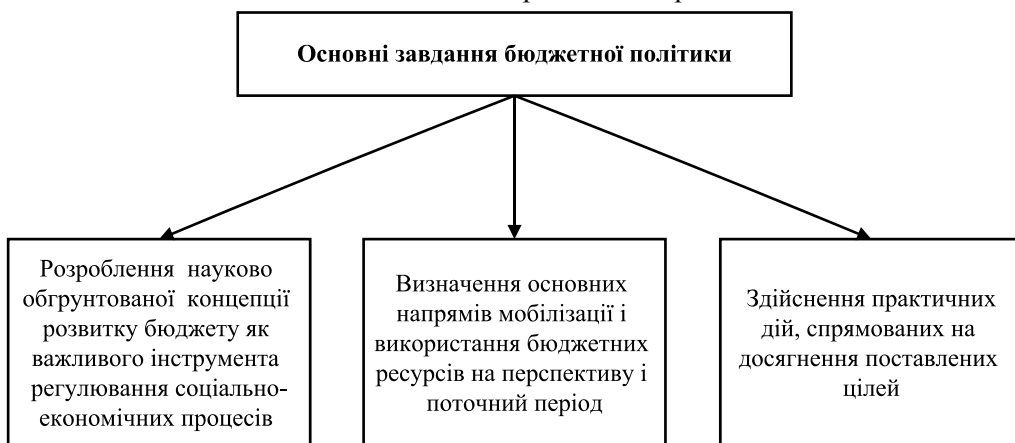 Основні завдання бюджетної політики
Розроблення науково
обгрунтованої концепції
розвитку бюджету як
важливого інструмента
регулювання соціально-
економічних процесів
Визначення основних
напрямів мобілізації і
використання бюджетних
ресурсів на перспективу і
поточний період
Здійснення практичних
дій, спрямованих на
досягнення поставлених
цілей